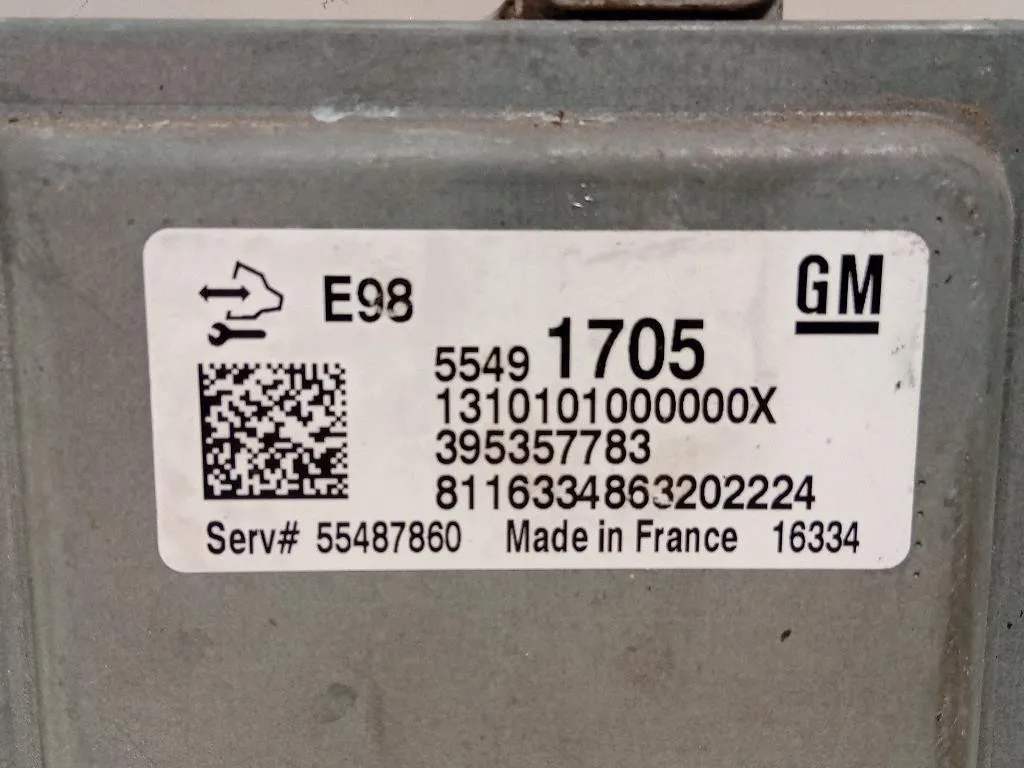 E98
GM
5549 1705
1310101000000X
395357783
8116334863202224
Serv# 55487860 Made in France 16334